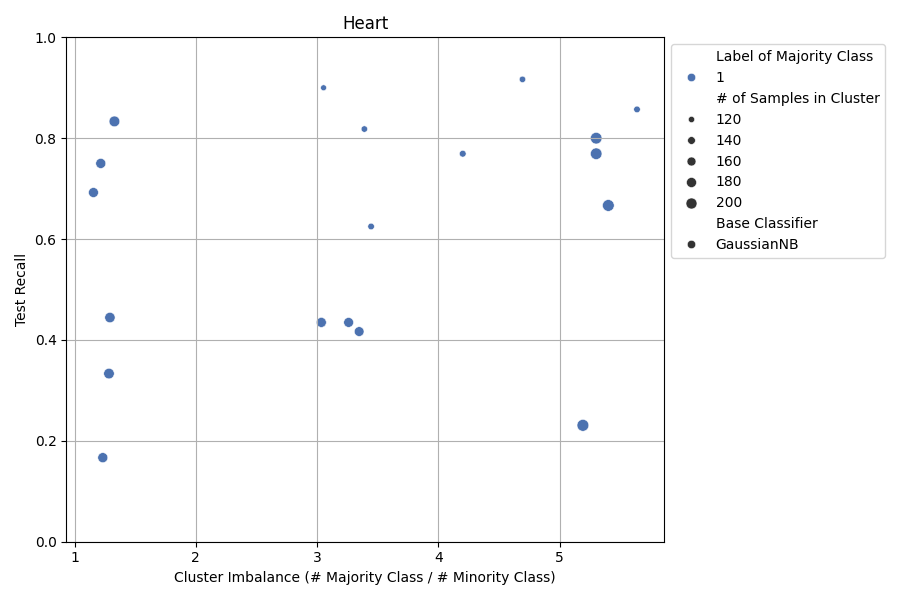 Heart
1.0
0.8
0.6
0.4
0.2
0.0
Test Recall
1 2 3 4 5
Cluster Imbalance (# Majority Class / # Minority Class)
Label of Majority Class
1
# of Samples in Cluster
120
140
160
180
200
Base Classifier
GaussianNB